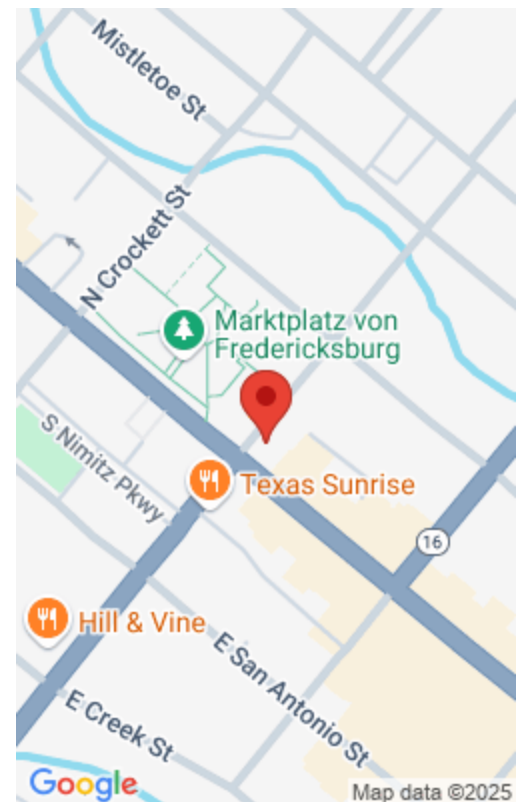 Mistletoe St
N Crockett St
Marktplatz von
Fredericksburg
S Nimitz Pkwy
Texas Sunrise
16
Hill & Vine
E San Antonio St
E Creek St
Google
Map data ©2025